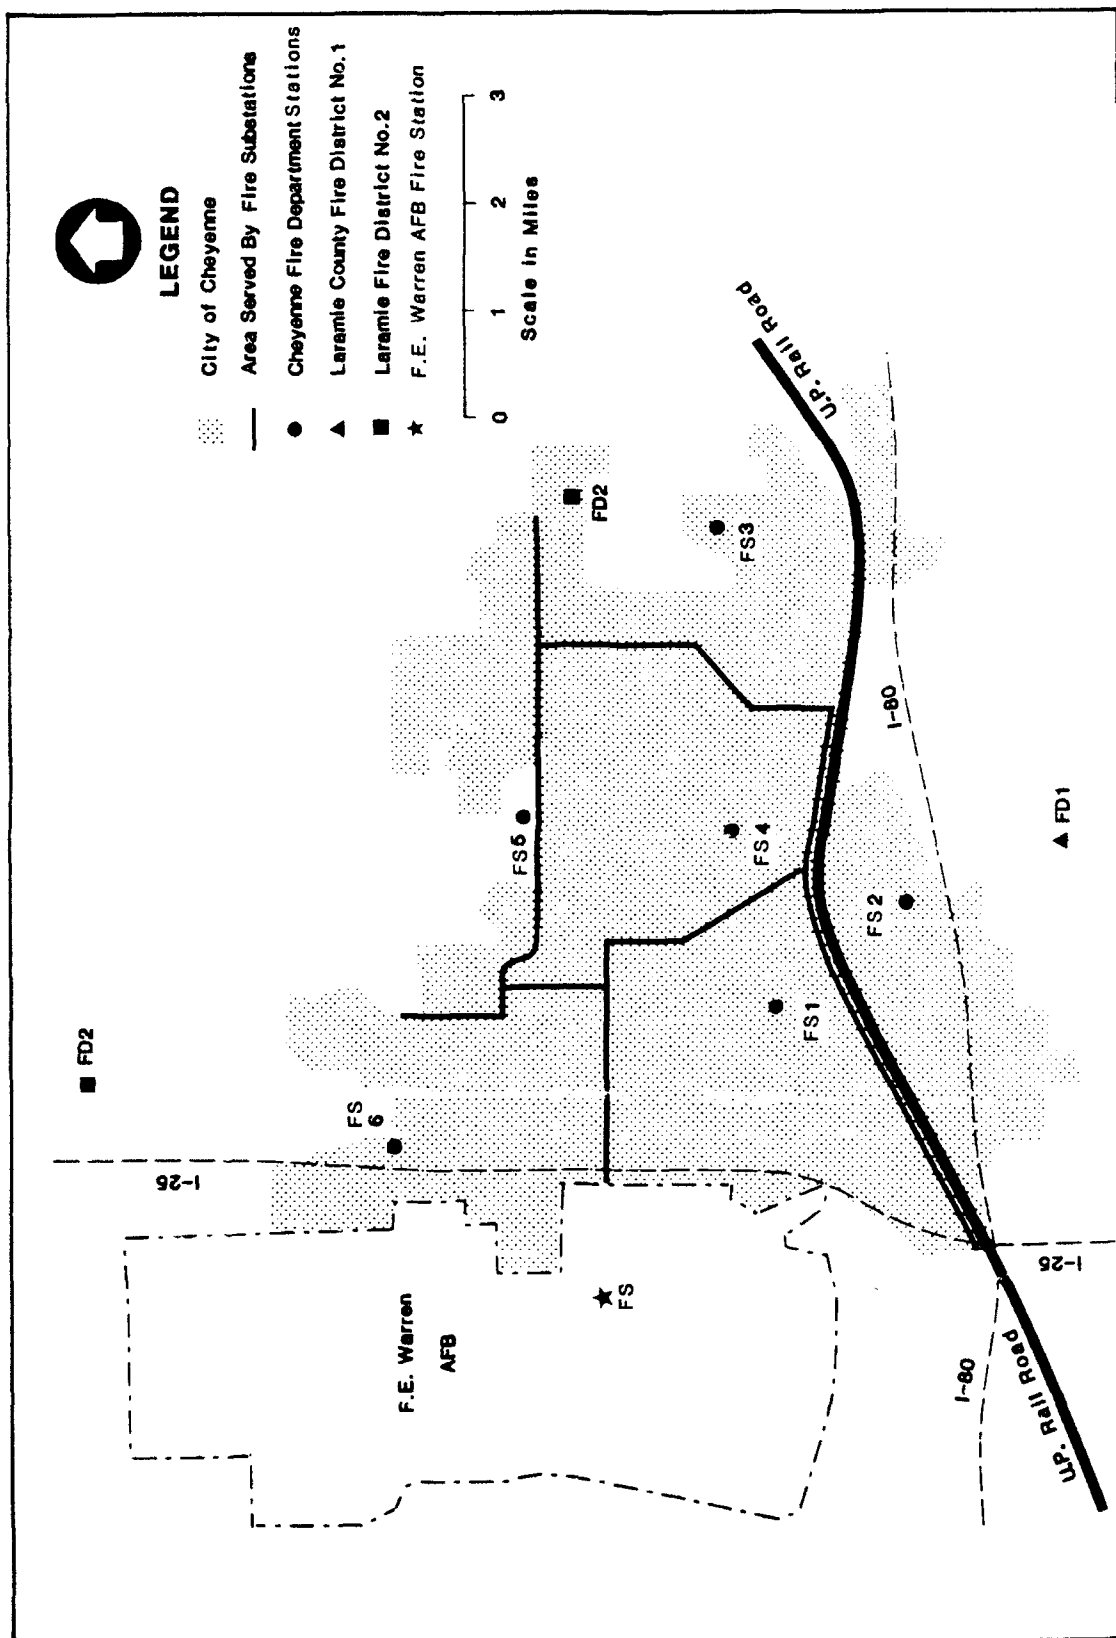 LEGEND
City of Cheyenne
Area Served By Fire Substations
Cheyenne Fire Department Stations
Laramie County Fire District No.1
Laramie Fire District No.2
F.E. Warren AFB Fire Station
0 1 2 3
Scale in Miles
FD2
I-25
FS
6
FS5
FD2
F.E. Warren
AFB
FS
FS4
FS3
FS1
FS2
U.P. Rail Road
I-80
I-80
I-25
FD1
U.P. Rail Road